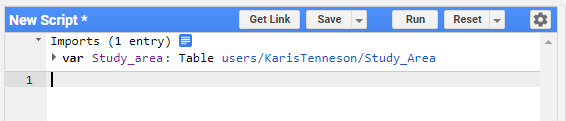 New Script * Get Link Save Run Reset
Imports (1 entry)
var Study_area: Table users/KarisTenneson/Study_Area
1